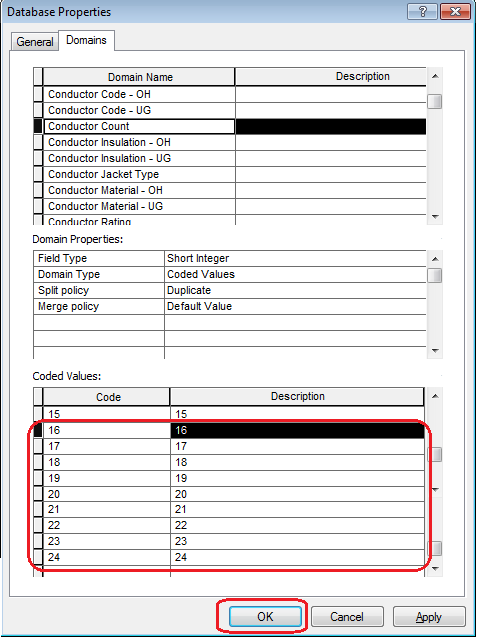 Database Properties
General Domains
Domain Name Description
Conductor Code - OH
Conductor Code - UG
Conductor Count
Conductor Insulation - OH
Conductor Insulation - UG
Conductor Jacket Type
Conductor Material - OH
Conductor Material - UG
Conductor Rating
Domain Properties:
Field Type Short Integer
Domain Type Coded Values
Split policy Duplicate
Merge policy Default Value
Coded Values:
Code Description
15 15
16 16
17 17
18 18
19 19
20 20
21 21
22 22
23 23
24 24
OK Cancel Apply